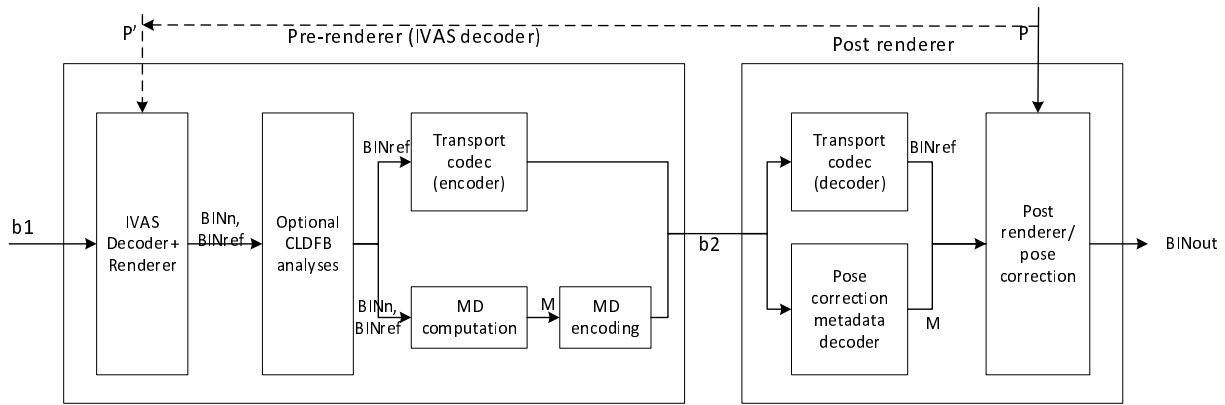 P'
Pre-renderer (IVAS decoder)
P
Post renderer
b1
IVAS
Decoder+
Renderer
BINn,
BINref
Optional
CLDFB
analyses
BINref
Transport
codec
(encoder)
BINn,
BINref
MD
computation
M
MD
encoding
b2
Transport
codec
(decoder)
BINref
Pose
correction
metadata
decoder
M
Post
renderer/
pose
correction
BINout